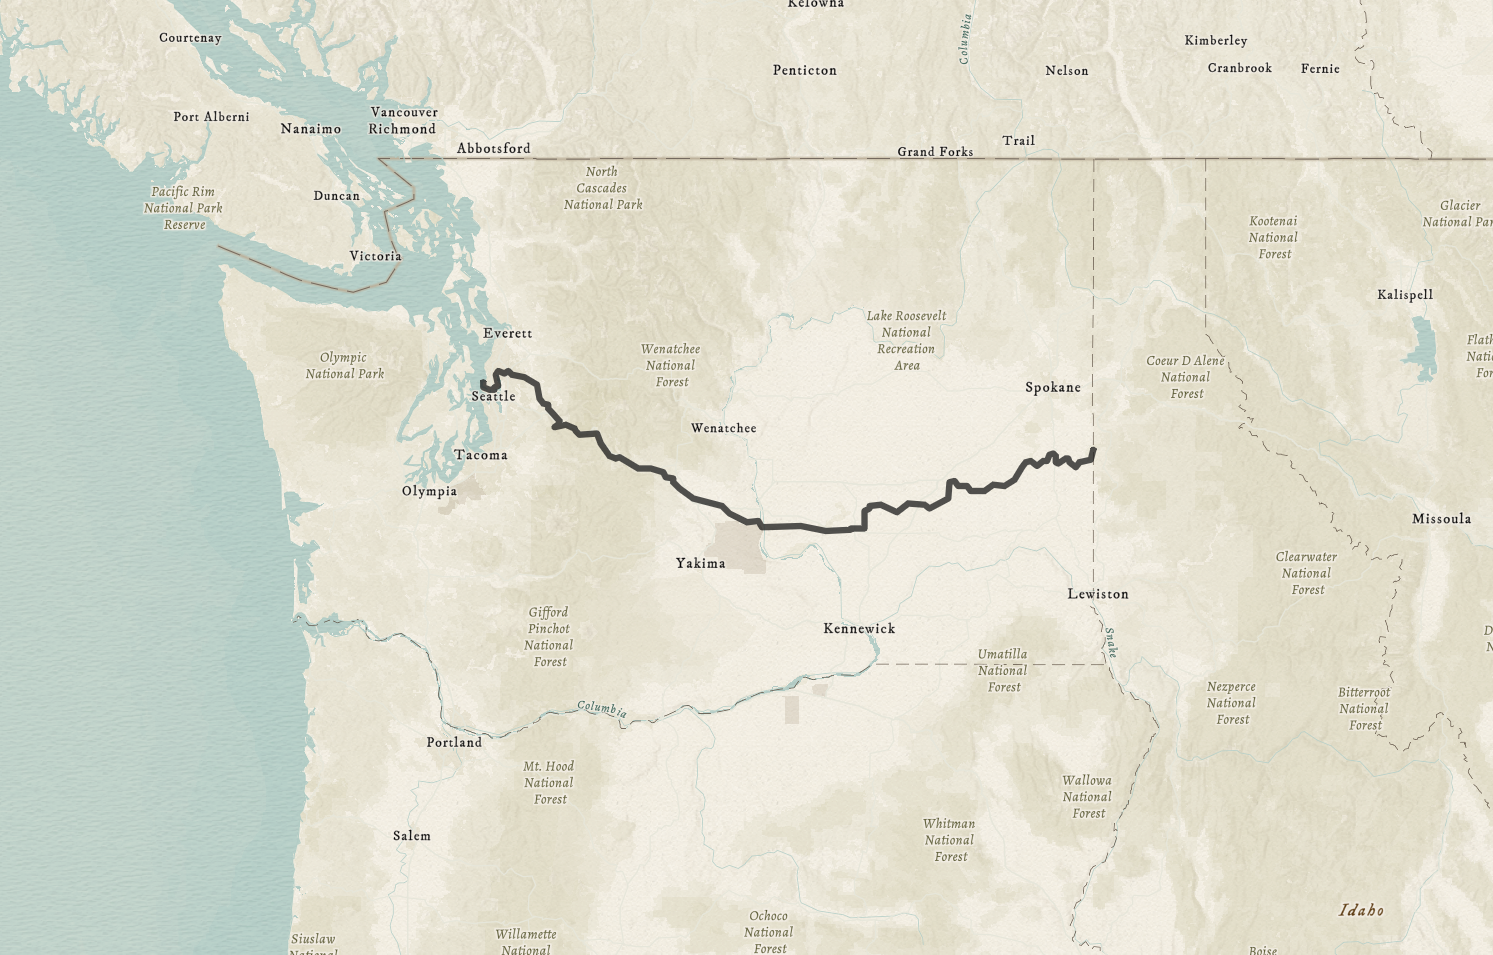 Kelowna
Courtenay
Columbia
Kimberley
Penticton
Nelson
Cranbrook
Fernie
Port Alberni
Nanaimo
Vancouver
Richmond
Abbotsford
Grand Forks
Trail
North
Cascades
National Park
Pacific Rim
National Park
Reserve
Duncan
Victoria
Kootenai
National
Forest
Glacier
Kalispell
Everett
Lake Roosevelt
National
Recreation
Area
Olympic
National Park
Wenatchee
National
Forest
Coeur D Alene
National
Forest
Seattle
Spokane
Wenatchee
Tacoma
Olympia
Missoula
Yakima
Clearwater
National
Forest
Lewiston
Gifford
Pinchot
National
Forest
Kennewick
Snake
Umatilla
National
Forest
Nezperce
National
Forest
Bitterroot
National
Forest
Columbia
Portland
Mt. Hood
National
Forest
Wallowa
National
Forest
Salem
Whitman
National
Forest
Idaho
Ochoco
National
Forest
Siuslaw
National
Willamette
National
Boise